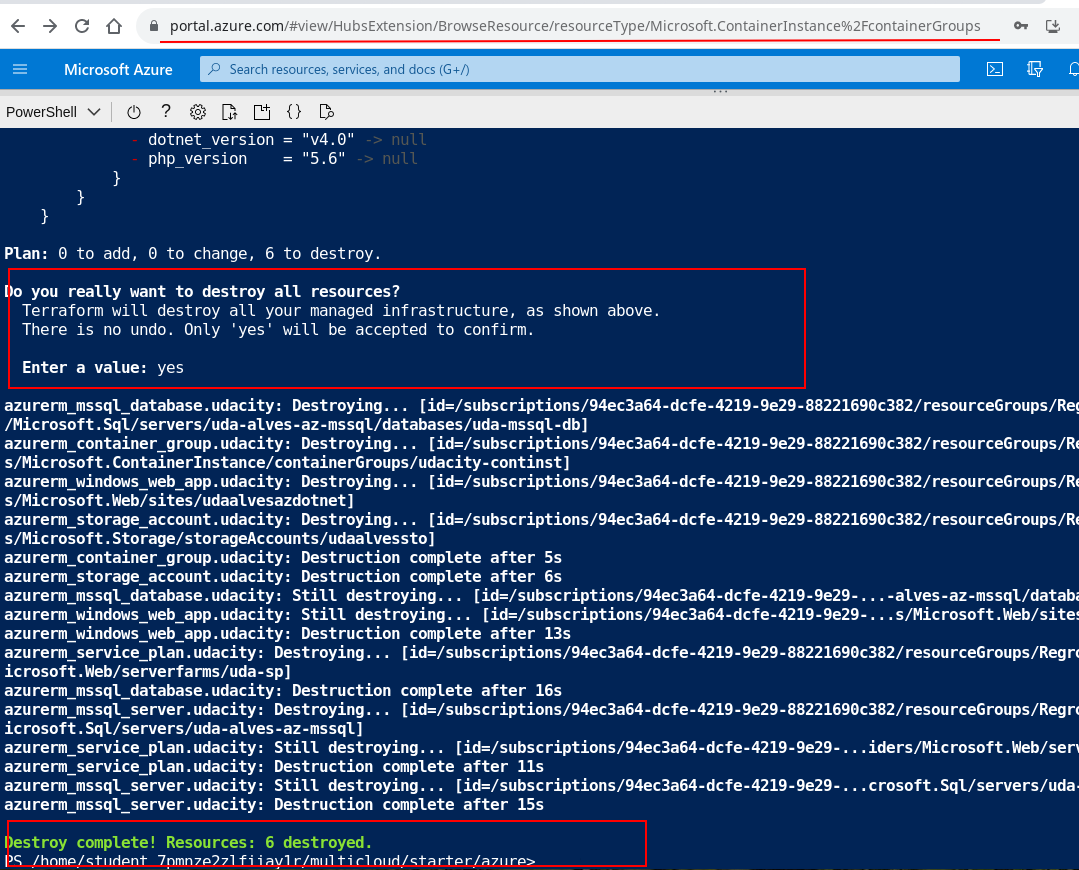 portal.azure.com/#view/HubsExtension/BrowseResource/resourceType/Microsoft.ContainerInstance%2FcontainerGroups
Microsoft Azure
Search resources, services, and docs (G+/)
PowerShell
- dotnet_version = "v4.0" -> null
- php_version    = "5.6" -> null
}
}
}
Plan: 0 to add, 0 to change, 6 to destroy.
Do you really want to destroy all resources?
Terraform will destroy all your managed infrastructure, as shown above.
There is no undo. Only 'yes' will be accepted to confirm.
Enter a value: yes
azurerm_mssql_database.udacity: Destroying... [id=/subscriptions/94ec3a64-dcfe-4219-9e29-88221690c382/resourceGroups/Reg
/Microsoft.Sql/servers/uda-alves-az-mssql/databases/uda-mssql-db]
azurerm_container_group.udacity: Destroying... [id=/subscriptions/94ec3a64-dcfe-4219-9e29-88221690c382/resourceGroups/Re
s/Microsoft.ContainerInstance/containerGroups/udacity-continst]
azurerm_windows_web_app.udacity: Destroying... [id=/subscriptions/94ec3a64-dcfe-4219-9e29-88221690c382/resourceGroups/Re
s/Microsoft.Web/sites/udaalvesazdotnet]
azurerm_storage_account.udacity: Destroying... [id=/subscriptions/94ec3a64-dcfe-4219-9e29-88221690c382/resourceGroups/Re
s/Microsoft.Storage/storageAccounts/udaalvessto]
azurerm_container_group.udacity: Destruction complete after 5s
azurerm_storage_account.udacity: Destruction complete after 6s
azurerm_mssql_database.udacity: Still destroying... [id=/subscriptions/94ec3a64-dcfe-4219-9e29-...-alves-az-mssql/databa
azurerm_windows_web_app.udacity: Still destroying... [id=/subscriptions/94ec3a64-dcfe-4219-9e29-...s/Microsoft.Web/sites
azurerm_windows_web_app.udacity: Destruction complete after 13s
azurerm_service_plan.udacity: Destroying... [id=/subscriptions/94ec3a64-dcfe-4219-9e29-88221690c382/resourceGroups/Regro
icrosoft.Web/serverfarms/uda-sp]
azurerm_mssql_database.udacity: Destruction complete after 16s
azurerm_mssql_server.udacity: Destroying... [id=/subscriptions/94ec3a64-dcfe-4219-9e29-88221690c382/resourceGroups/Regro
icrosoft.Sql/servers/uda-alves-az-mssql]
azurerm_service_plan.udacity: Still destroying... [id=/subscriptions/94ec3a64-dcfe-4219-9e29-...iders/Microsoft.Web/serv
azurerm_service_plan.udacity: Destruction complete after 11s
azurerm_mssql_server.udacity: Still destroying... [id=/subscriptions/94ec3a64-dcfe-4219-9e29-...crosoft.Sql/servers/uda-
azurerm_mssql_server.udacity: Destruction complete after 15s
Destroy complete! Resources: 6 destroyed.
PS /home/student_7pmnze2zlfijay1r/multicloud/starter/azure>